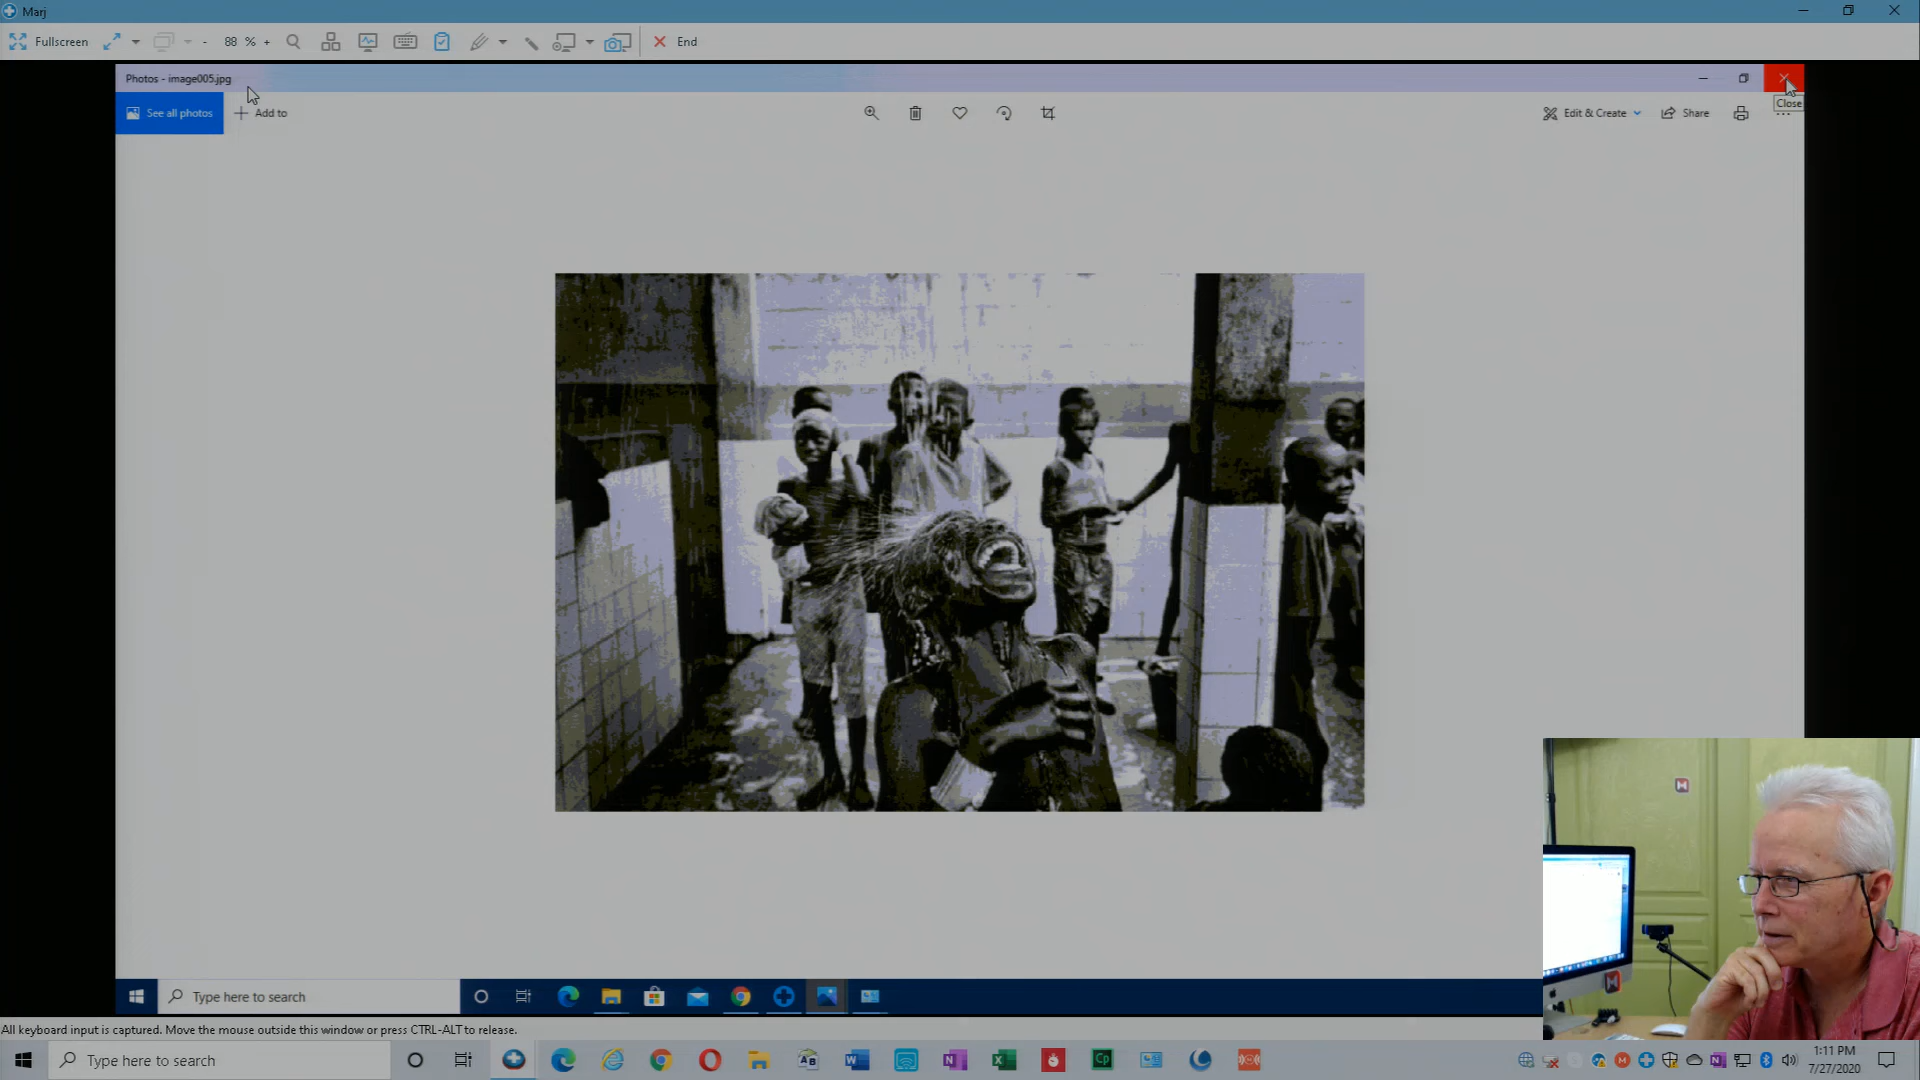 Marj
Fullscreen
- 88 % +
End
Photos - image005.jpg
See all photos
Add to
Edit & Create
Share
Close
Type here to search
All keyboard input is captured. Move the mouse outside this window or press CTRL-ALT to release.
Type here to search
1:11 PM
7/27/2020